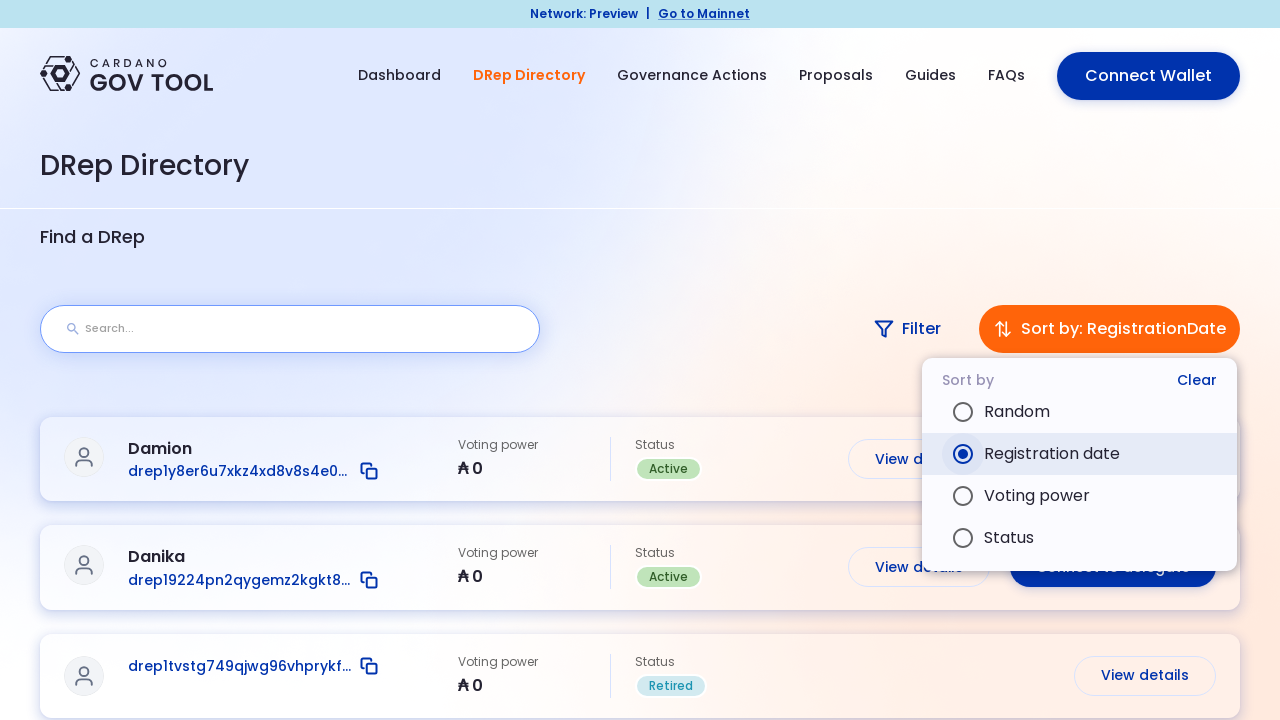 Network: Preview | Go to Mainnet
CARDANO
GOV TOOL
Dashboard
DRep Directory
Governance Actions
Proposals
Guides
FAQs
Connect Wallet
DRep Directory
Find a DRep
Search...
Filter
Sort by: RegistrationDate
Sort by
Clear
Random
Registration date
Voting power
Status
Damion
drep1y8er6u7xkz4xd8v8s4e0...
Voting power
₳ 0
Status
Active
View d
Danika
drep19224pn2qygemz2kgkt8...
Voting power
₳ 0
Status
Active
View details
Connect to delegate
drep1tvstg749qjwg96vhprykf...
Voting power
₳ 0
Status
Retired
View details